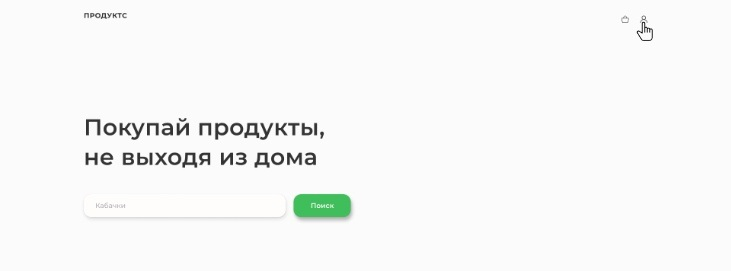 ПРОДУКТС
Покупай продукты,
не выходя из дома
Кабачки
Поиск